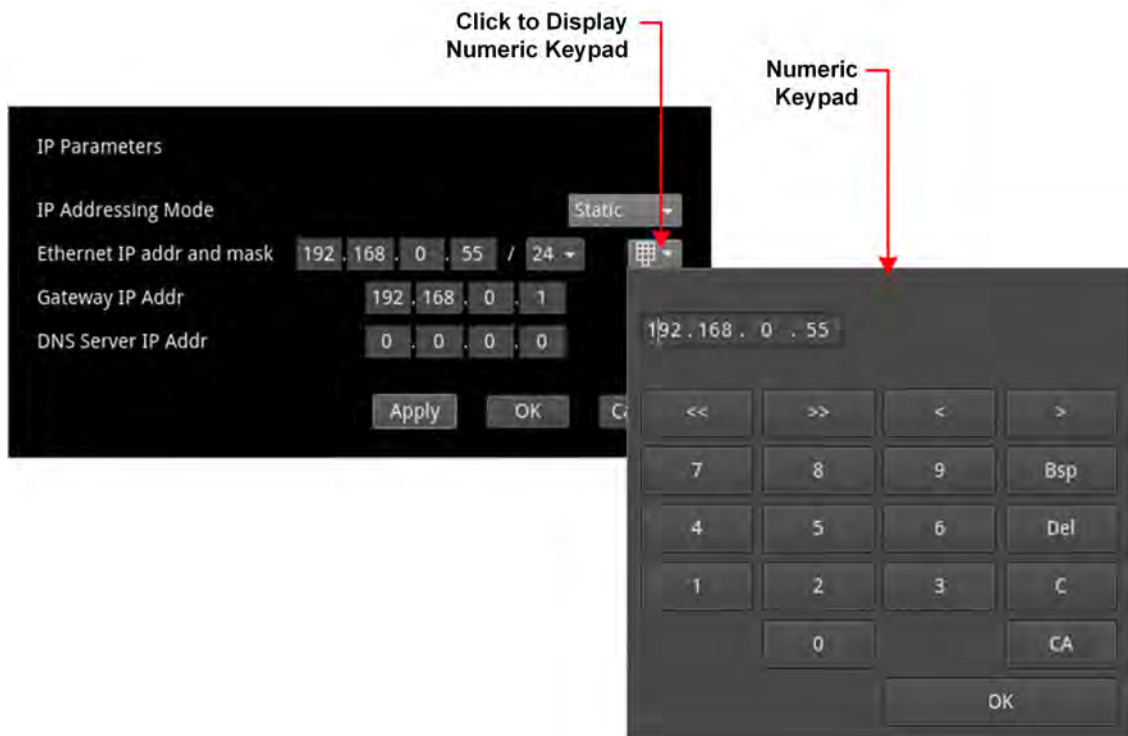 Click to Display
Numeric Keypad
Numeric
Keypad
IP Parameters
IP Addressing Mode Static
Ethernet IP addr and mask 192 . 168 . 0 . 55 / 24
Gateway IP Addr 192 . 168 . 0 . 1
DNS Server IP Addr 0 . 0 . 0 . 0
Apply OK
192 . 168 . 0 . 55
<< >> < >
7 8 9 Bsp
4 5 6 Del
1 2 3 C
0 CA
OK